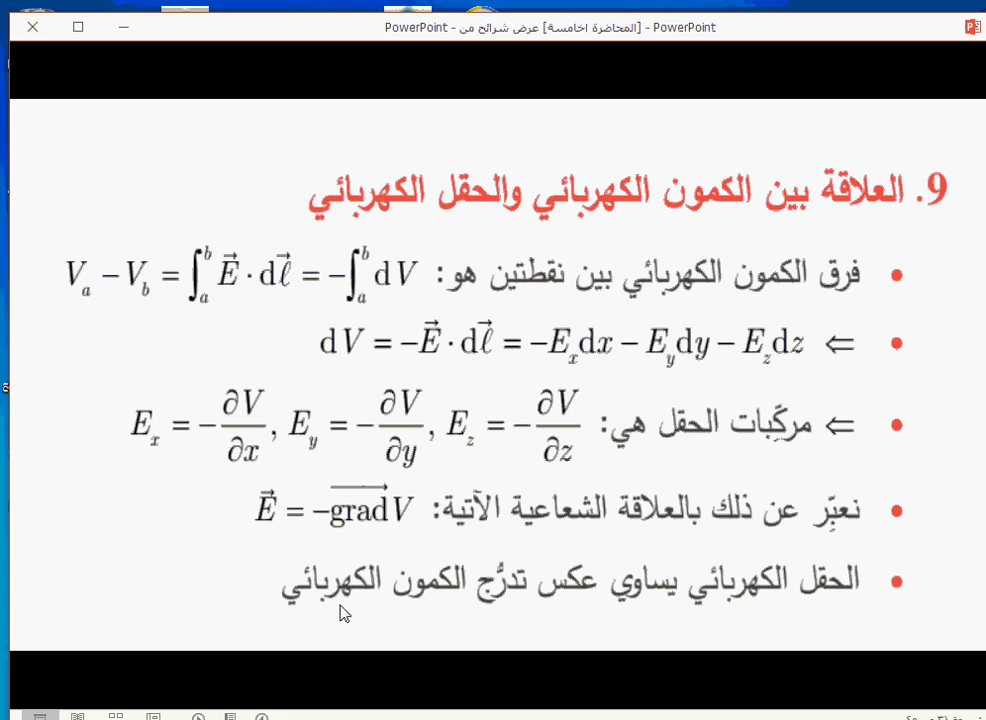 PowerPoint - [المحاضرة اخامسة] عرض شرائح من - PowerPoint
9. العلاقة بين الكمون الكهربائي والحقل الكهربائي
• فرق الكمون الكهربائي بين نقطتين هو: V_a − V_b = ∫_a^b E⃗ · dℓ⃗ = −∫_a^b dV
• ⇐ dV = −E⃗ · dℓ⃗ = −E_x dx − E_y dy − E_z dz
• ⇐ مركِّبات الحقل هي: E_x = −∂V/∂x, E_y = −∂V/∂y, E_z = −∂V/∂z
• نعبِّر عن ذلك بالعلاقة الشعاعية الآتية: E⃗ = −grad⃗ V
• الحقل الكهربائي يساوي عكس تدرُّج الكمون الكهربائي